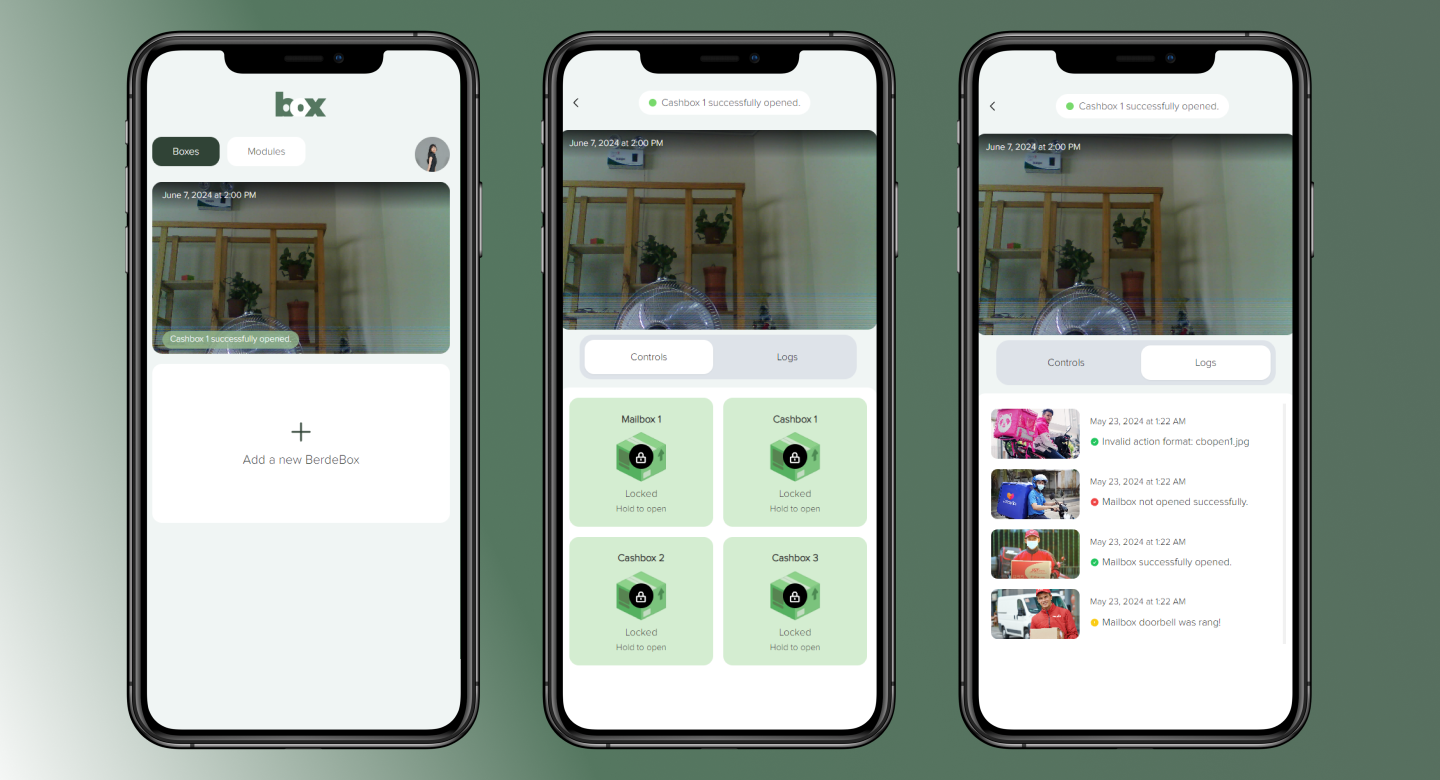 box
Boxes
Modules
June 7, 2024 at 2:00 PM
Cashbox 1 successfully opened.
Add a new BerdeBox
Cashbox 1 successfully opened.
June 7, 2024 at 2:00 PM
Controls
Logs
Mailbox 1
Locked
Hold to open
Cashbox 1
Locked
Hold to open
Cashbox 2
Locked
Hold to open
Cashbox 3
Locked
Hold to open
Cashbox 1 successfully opened.
June 7, 2024 at 2:00 PM
Controls
Logs
May 23, 2024 at 1:22 AM
Invalid action format: cbopen1.jpg
May 23, 2024 at 1:22 AM
Mailbox not opened successfully.
May 23, 2024 at 1:22 AM
Mailbox successfully opened.
May 23, 2024 at 1:22 AM
Mailbox doorbell was rang!